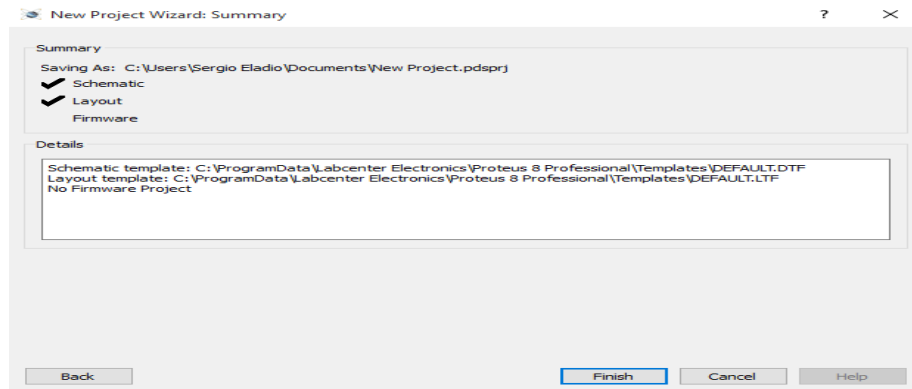 New Project Wizard: Summary
Summary
Saving As: C:\Users\Sergio Eladio\Documents\New Project.pdsprj
Schematic
Layout
Firmware
Details
Schematic template: C:\ProgramData\Labcenter Electronics\Proteus 8 Professional\Templates\DEFAULT.DTF
Layout template: C:\ProgramData\Labcenter Electronics\Proteus 8 Professional\Templates\DEFAULT.LTF
No Firmware Project
Back Finish Cancel Help